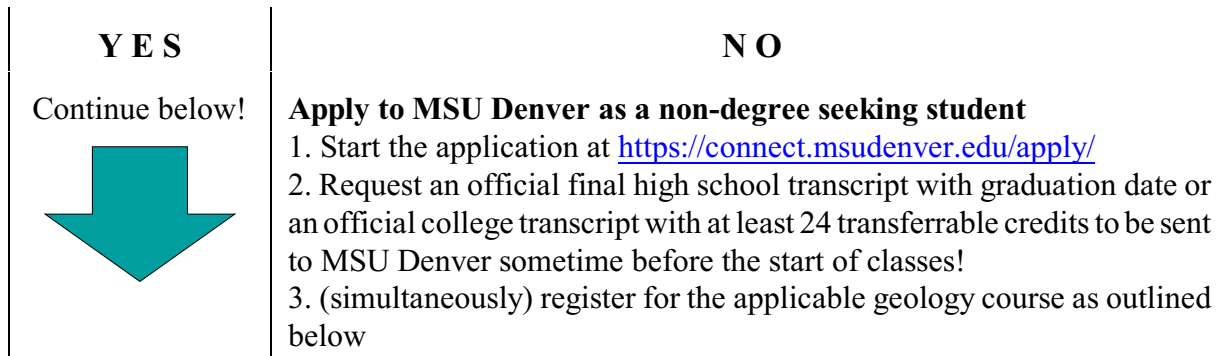 YES
NO
Continue below!
Apply to MSU Denver as a non-degree seeking student
1. Start the application at https://connect.msudenver.edu/apply/
2. Request an official final high school transcript with graduation date or
an official college transcript with at least 24 transferrable credits to be sent
to MSU Denver sometime before the start of classes!
3. (simultaneously) register for the applicable geology course as outlined
below